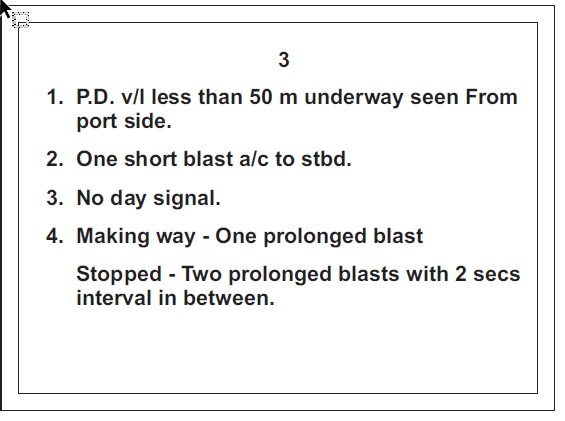 3
1. P.D. v/l less than 50 m underway seen From
port side.
2. One short blast a/c to stbd.
3. No day signal.
4. Making way - One prolonged blast
Stopped - Two prolonged blasts with 2 secs
interval in between.